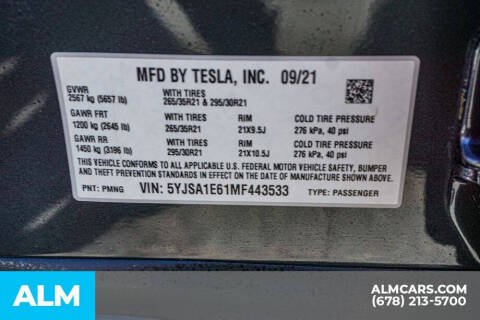 MFD BY TESLA, INC. 09/21
GVWR
2567 kg (5657 lb)
WITH TIRES
265/35R21 & 295/30R21
GAWR FRT
1200 kg (2645 lb)
WITH TIRES
265/35R21
RIM
21X9.5J
COLD TIRE PRESSURE
276 kPa, 40 psi
GAWR RR
1450 kg (3196 lb)
WITH TIRES
295/30R21
RIM
21X10.5J
COLD TIRE PRESSURE
276 kPa, 40 psi
THIS VEHICLE CONFORMS TO ALL APPLICABLE U.S. FEDERAL MOTOR VEHICLE SAFETY, BUMPER
AND THEFT PREVENTION STANDARDS IN EFFECT ON THE DATE OF MANUFACTURE SHOWN ABOVE.
PNT: PMNG VIN: 5YJSA1E61MF443533 TYPE: PASSENGER
ALM
ALMCARS.COM
(678) 213-5700